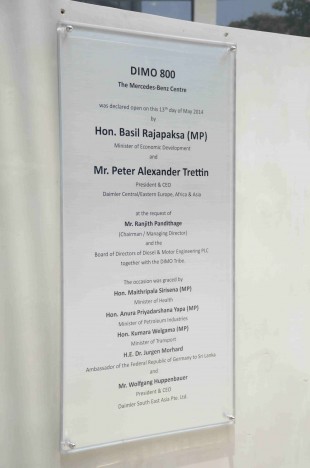 DIMO 800
The Mercedes-Benz Centre
was declared open on this 13th day of May 2014
by
Hon. Basil Rajapaksa (MP)
Minister of Economic Development
and
Mr. Peter Alexander Trettin
President & CEO
Daimler Central/Eastern Europe, Africa & Asia
at the request of
Mr. Ranjith Pandithage
(Chairman / Managing Director)
and the
Board of Directors of Diesel & Motor Engineering PLC
together with the DIMO Tribe.
The occasion was graced by
Hon. Maithripala Sirisena (MP)
Minister of Health
Hon. Anura Priyadarshana Yapa (MP)
Minister of Petroleum Industries
Hon. Kumara Welgama (MP)
Minister of Transport
H.E. Dr. Jurgen Morhard
Ambassador of the Federal Republic of Germany to Sri Lanka
and
Mr. Wolfgang Huppenbauer
President & CEO
Daimler South East Asia Pte. Ltd.